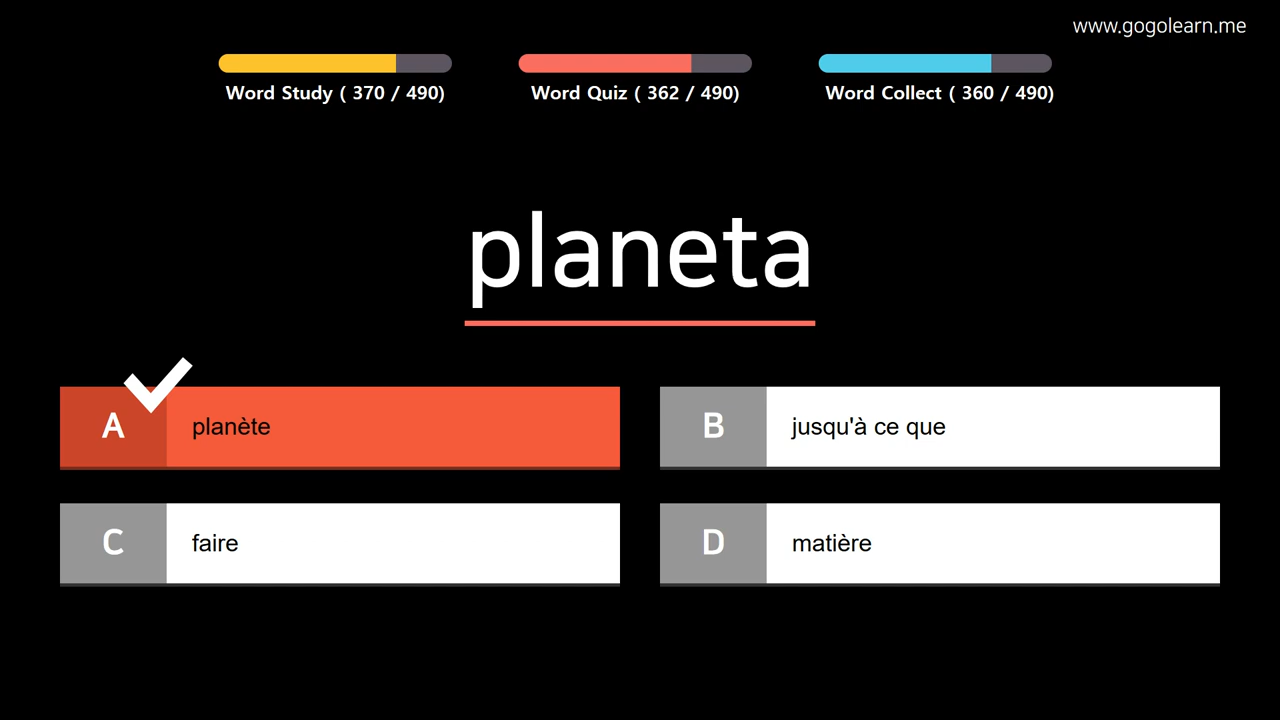 www.gogolearn.me
Word Study ( 370 / 490)
Word Quiz ( 362 / 490)
Word Collect ( 360 / 490)
planeta
A planète
B jusqu'à ce que
C faire
D matière